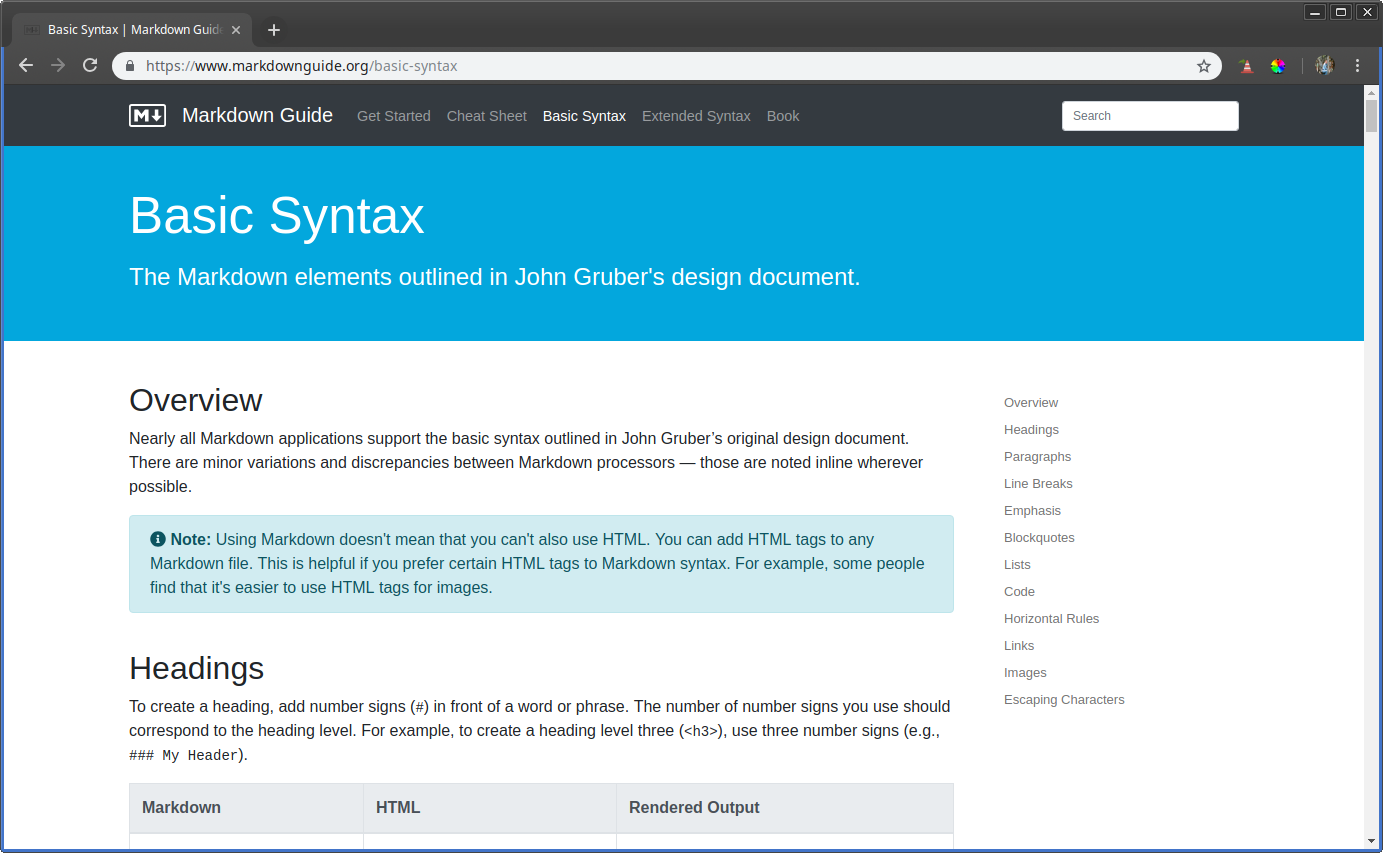 Basic Syntax | Markdown Guid
https://www.markdownguide.org/basic-syntax
M Markdown Guide Get Started Cheat Sheet Basic Syntax Extended Syntax Book Search
Basic Syntax
The Markdown elements outlined in John Gruber's design document.
Overview
Nearly all Markdown applications support the basic syntax outlined in John Gruber’s original design document.
There are minor variations and discrepancies between Markdown processors — those are noted inline wherever
possible.
Note: Using Markdown doesn't mean that you can't also use HTML. You can add HTML tags to any
Markdown file. This is helpful if you prefer certain HTML tags to Markdown syntax. For example, some people
find that it's easier to use HTML tags for images.
Headings
To create a heading, add number signs (#) in front of a word or phrase. The number of number signs you use should
correspond to the heading level. For example, to create a heading level three (<h3>), use three number signs (e.g.,
### My Header).
Markdown HTML Rendered Output
Overview
Headings
Paragraphs
Line Breaks
Emphasis
Blockquotes
Lists
Code
Horizontal Rules
Links
Images
Escaping Characters